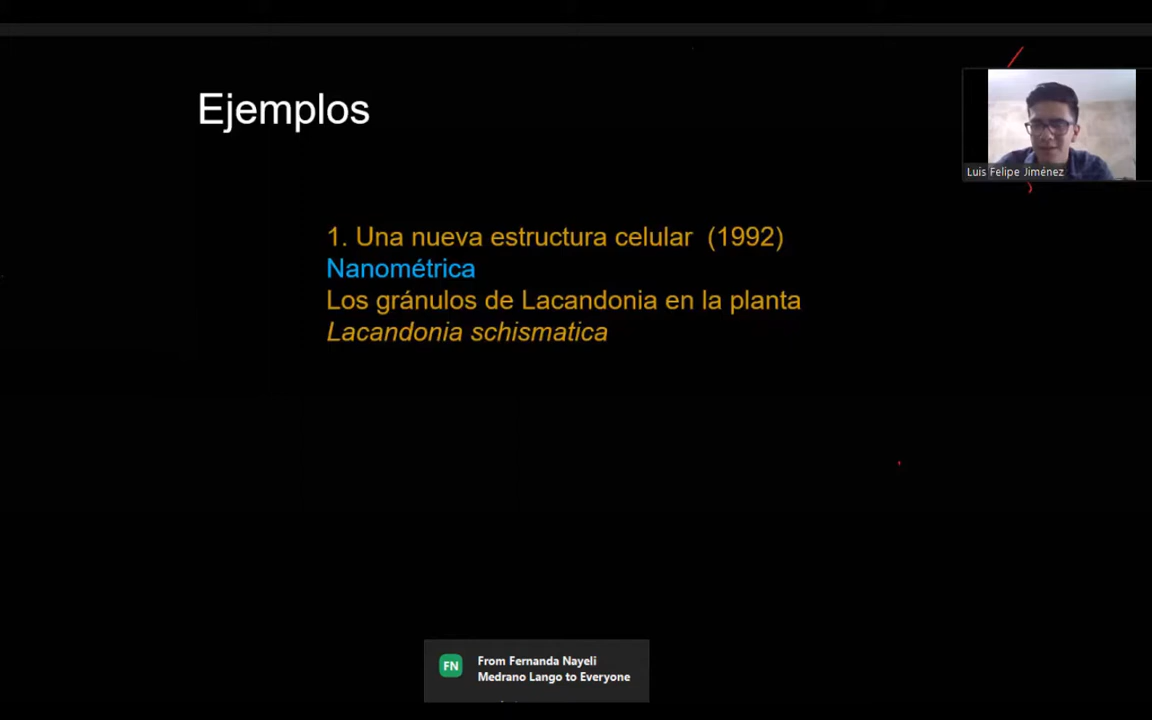 Ejemplos
Luis Felipe Jiménez
1. Una nueva estructura celular (1992)
Nanométrica
Los gránulos de Lacandonia en la planta
Lacandonia schismatica
FN
From Fernanda Nayeli
Medrano Lango to Everyone